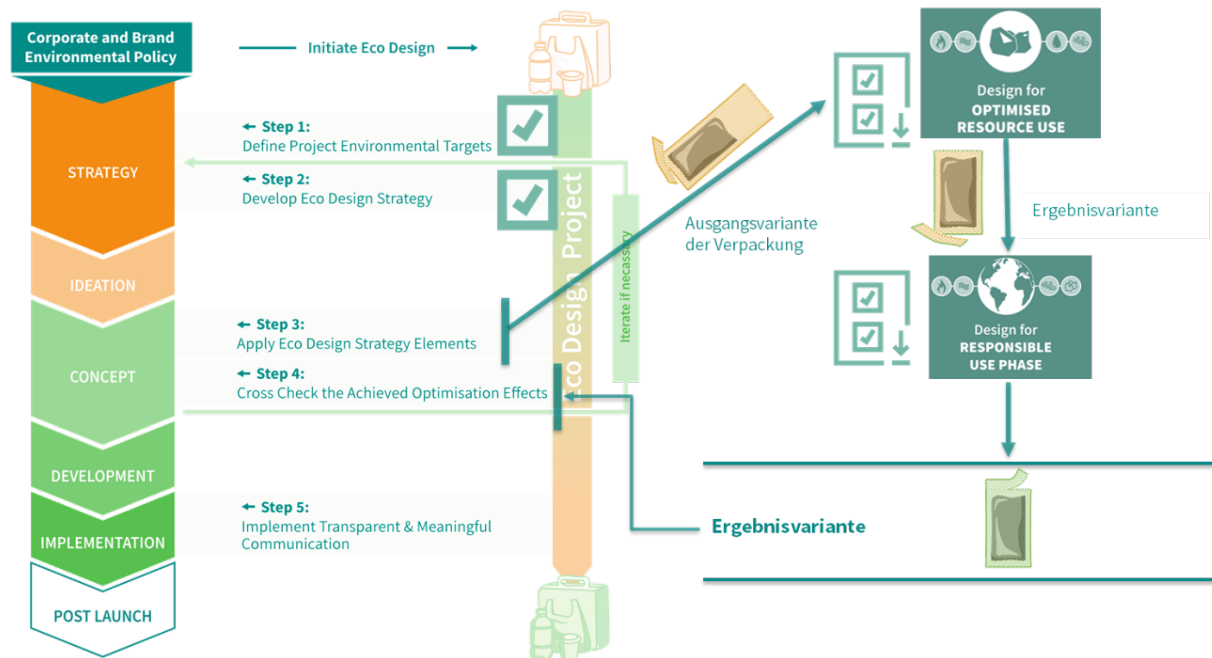 Corporate and Brand
Environmental Policy
Initiate Eco Design
STRATEGY
Step 1:
Define Project Environmental Targets
Step 2:
Develop Eco Design Strategy
IDEATION
CONCEPT
Step 3:
Apply Eco Design Strategy Elements
Step 4:
Cross Check the Achieved Optimisation Effects
DEVELOPMENT
IMPLEMENTATION
Step 5:
Implement Transparent & Meaningful
Communication
POST LAUNCH
Eco Design Project
Iterate if necassary
Ausgangsvariante
der Verpackung
Design for
OPTIMISED
RESOURCE USE
Ergebnisvariante
Design for
RESPONSIBLE
USE PHASE
Ergebnisvariante